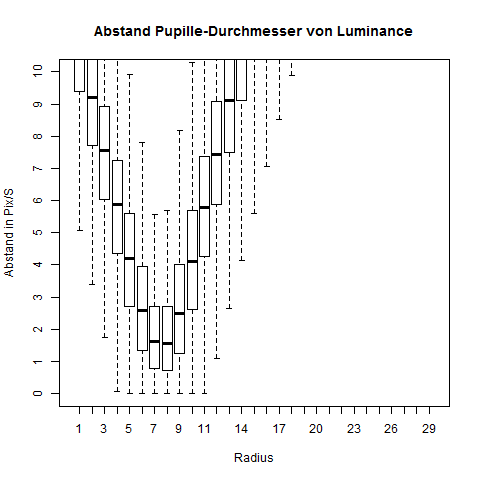 Abstand Pupille-Durchmesser von Luminance
Abstand in Pix/S
10
9
8
7
6
5
4
3
2
1
0
1 3 5 7 9 11 14 17 20 23 26 29
Radius